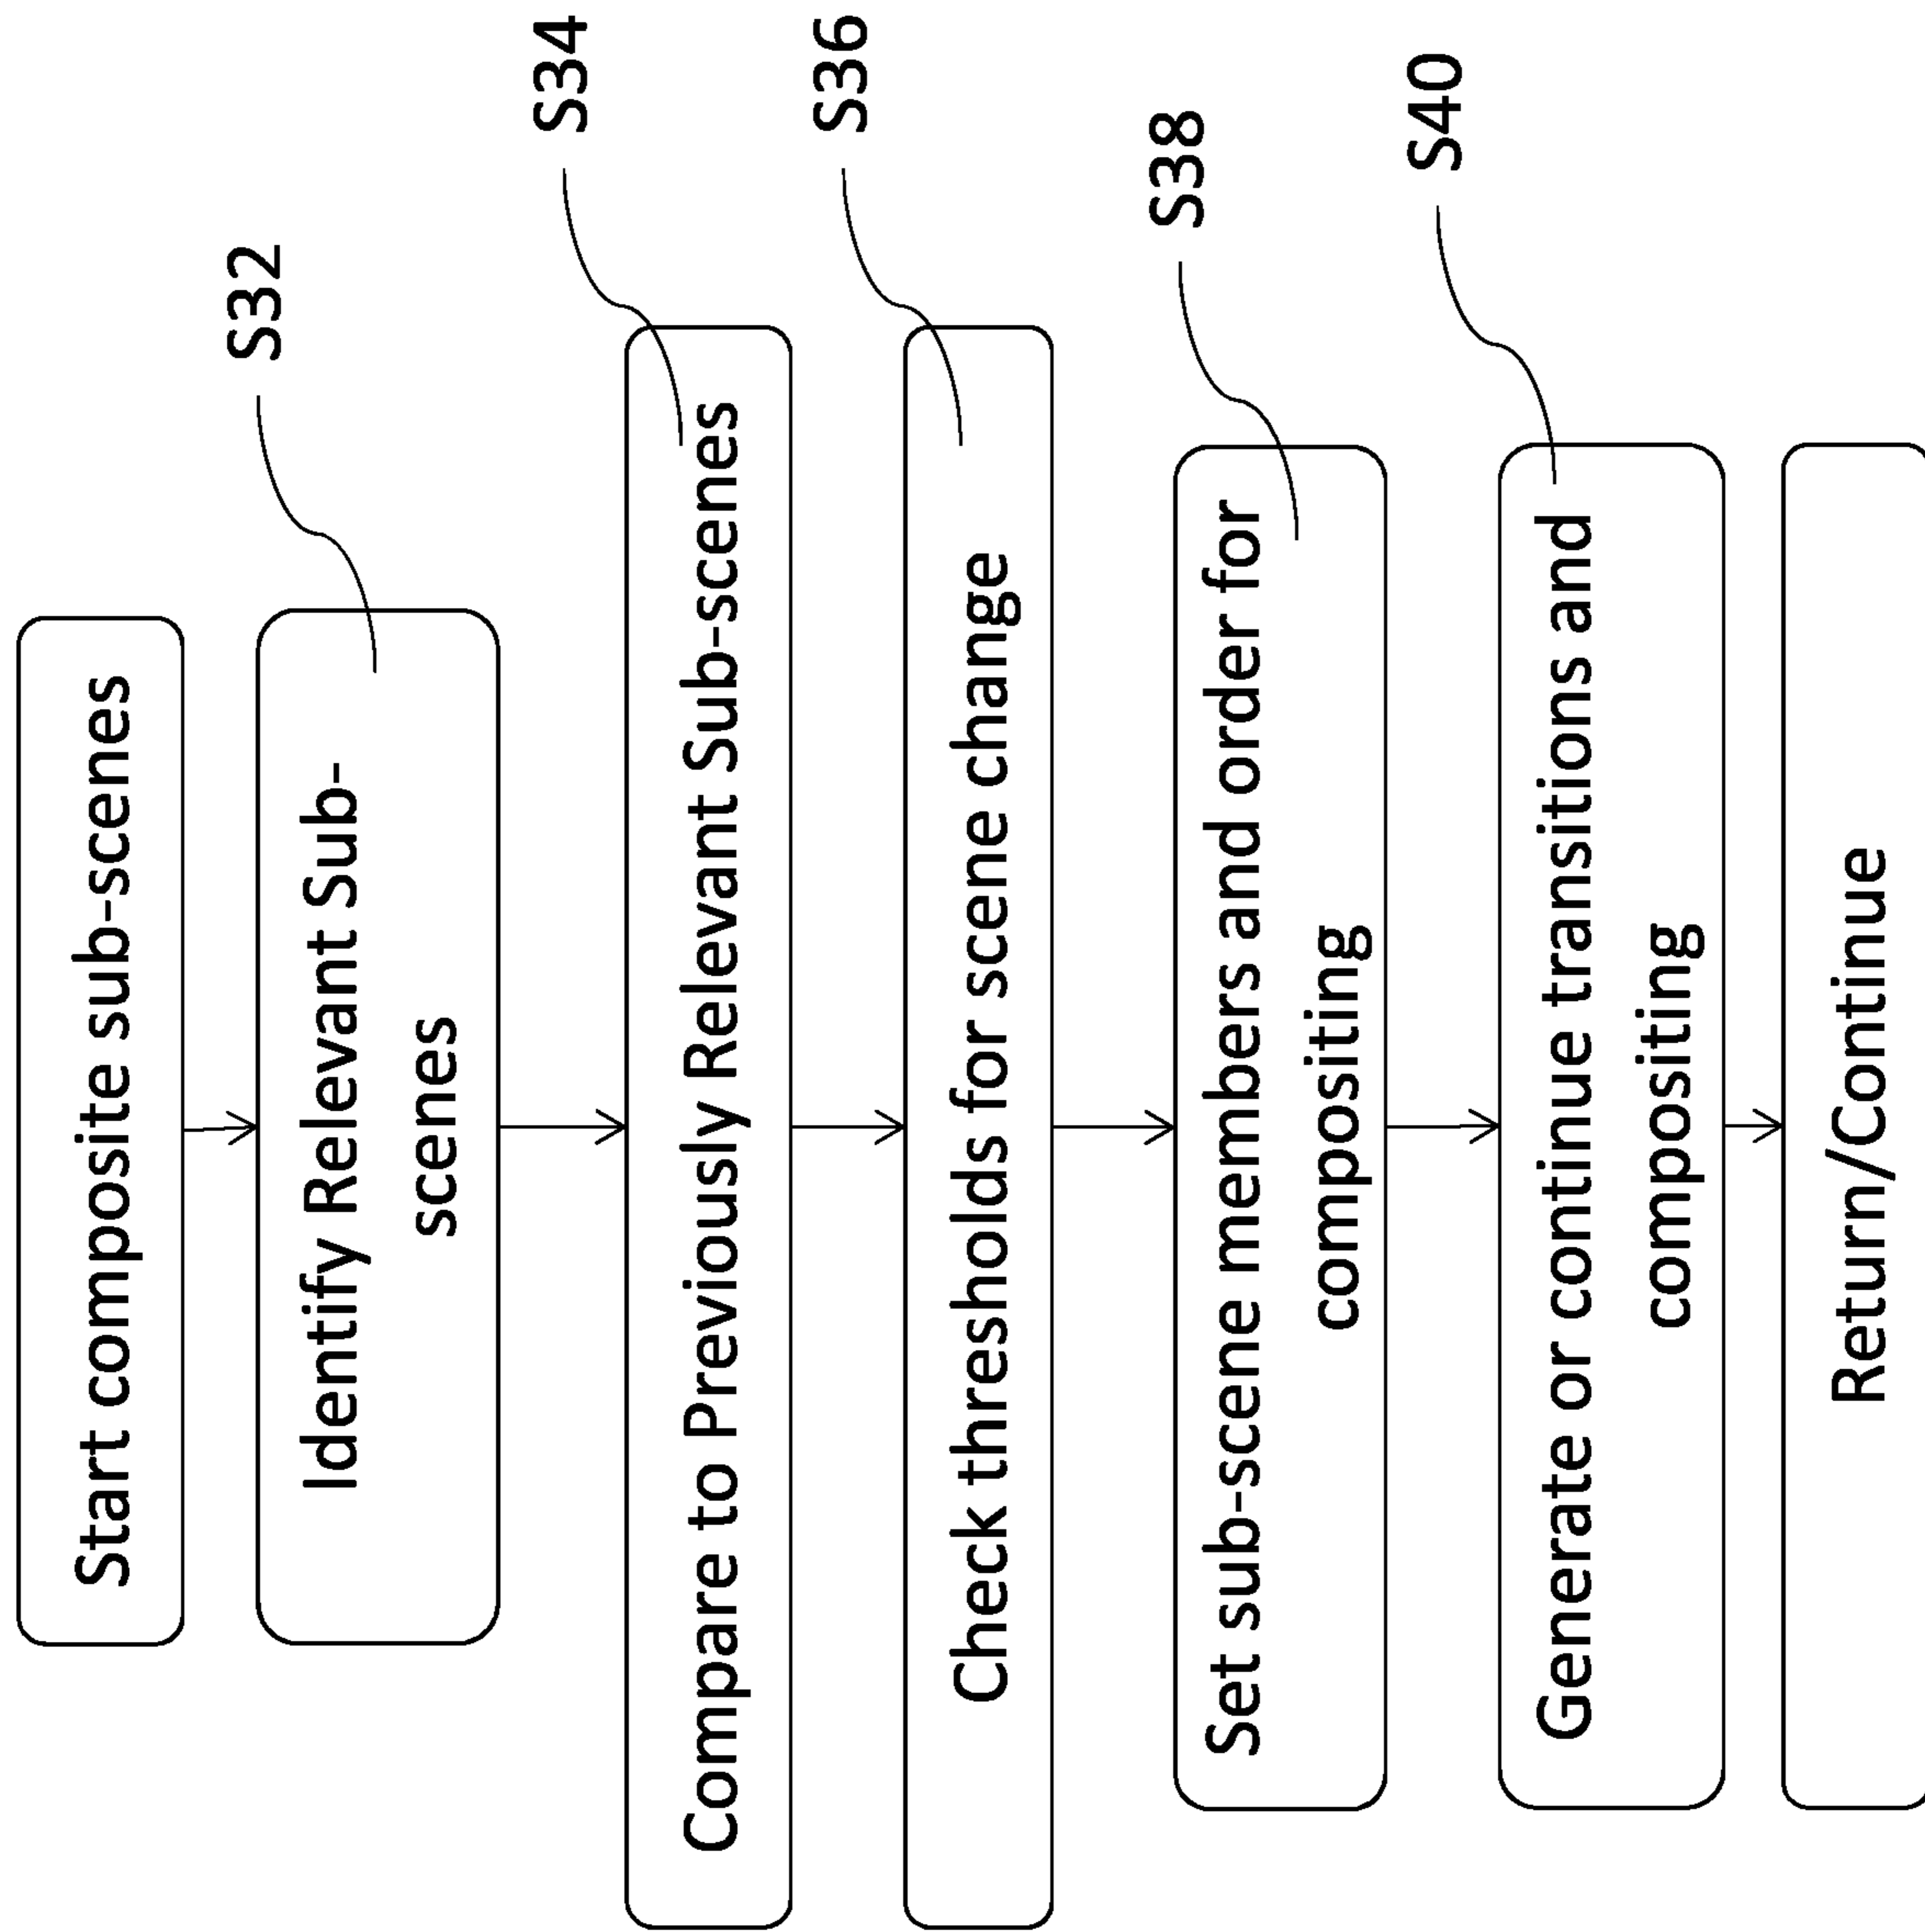 Start composite sub-scenes
S32
Identify Relevant Sub-
scenes
S34
Compare to Previously Relevant Sub-scenes
S36
Check thresholds for scene change
S38
Set sub-scene members and order for
compositing
S40
Generate or continue transitions and
compositing
Return/Continue